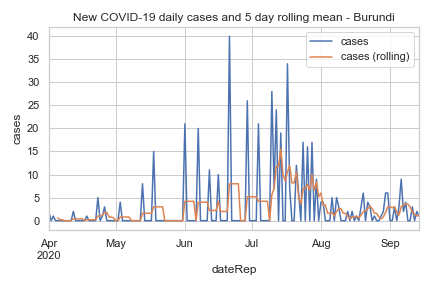 New COVID-19 daily cases and 5 day rolling mean - Burundi
cases
cases (rolling)
40
35
30
25
20
15
10
5
0
cases
Apr
2020
May
Jun
Jul
Aug
Sep
dateRep